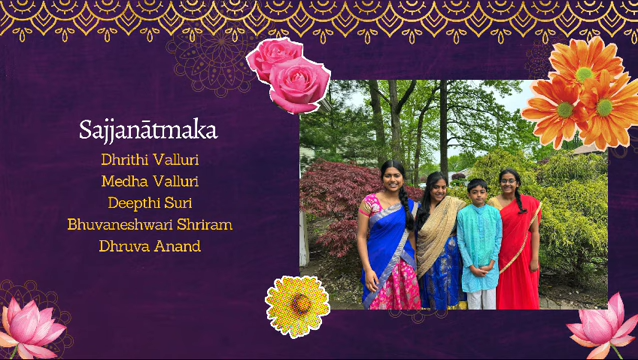 Sajjanātmaka
Dhrithi Valluri
Medha Valluri
Deepthi Suri
Bhuvaneshwari Shriram
Dhruva Anand